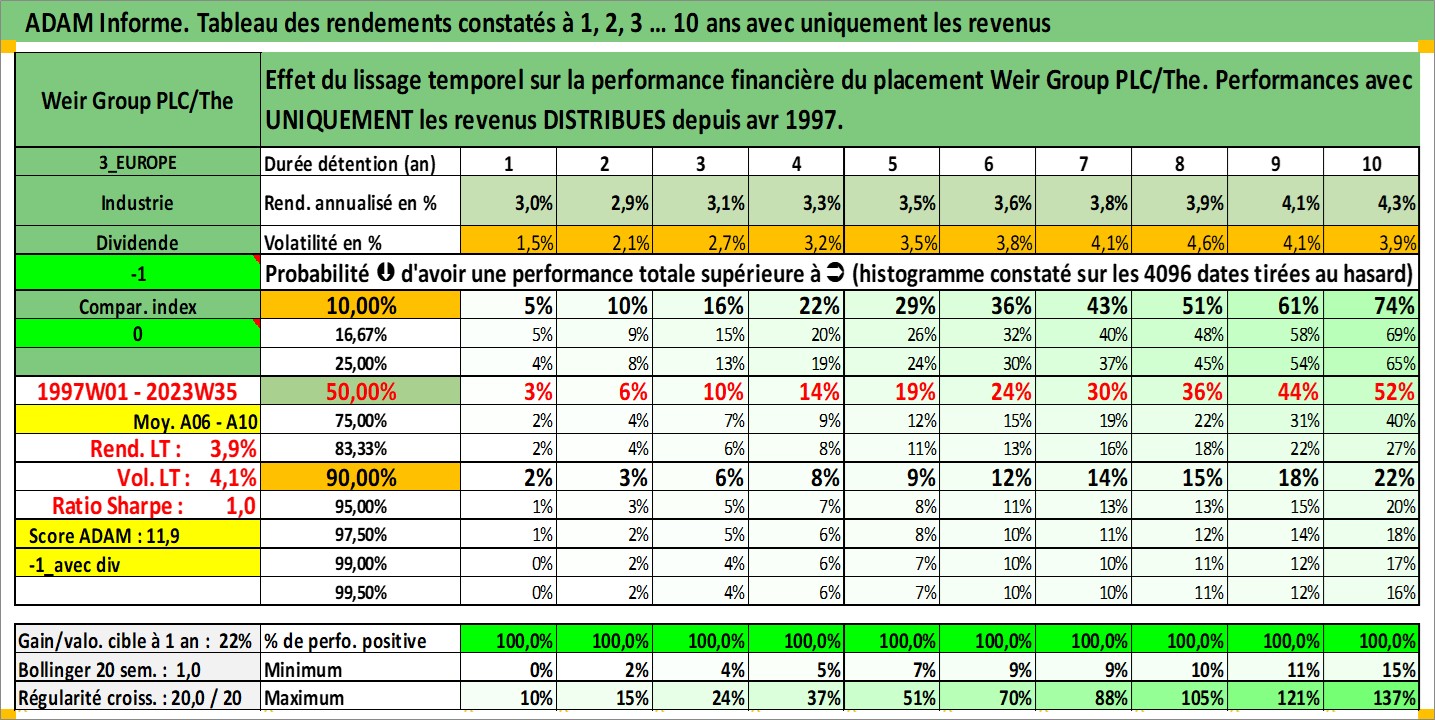 ADAM Informe. Tableau des rendements constatés à 1, 2, 3 ... 10 ans avec uniquement les revenus
Weir Group PLC/The
Effet du lissage temporel sur la performance financière du placement Weir Group PLC/The. Performances avec
UNIQUEMENT les revenus DISTRIBUES depuis avr 1997.
3_EUROPE Durée détention (an) 1 2 3 4 5 6 7 8 9 10
Industrie Rend. annualisé en % 3,0% 2,9% 3,1% 3,3% 3,5% 3,6% 3,8% 3,9% 4,1% 4,3%
Dividende Volatilité en % 1,5% 2,1% 2,7% 3,2% 3,5% 3,8% 4,1% 4,6% 4,1% 3,9%
-1 Probabilité d'avoir une performance totale supérieure à (histogramme constaté sur les 4096 dates tirées au hasard)
Compar. index 10,00% 5% 10% 16% 22% 29% 36% 43% 51% 61% 74%
0 16,67% 5% 9% 15% 20% 26% 32% 40% 48% 58% 69%
25,00% 4% 8% 13% 19% 24% 30% 37% 45% 54% 65%
1997W01 - 2023W35 50,00% 3% 6% 10% 14% 19% 24% 30% 36% 44% 52%
Moy. A06 - A10 75,00% 2% 4% 7% 9% 12% 15% 19% 22% 31% 40%
Rend. LT : 3,9% 83,33% 2% 4% 6% 8% 11% 13% 16% 18% 22% 27%
Vol. LT : 4,1% 90,00% 2% 3% 6% 8% 9% 12% 14% 15% 18% 22%
Ratio Sharpe : 1,0 95,00% 1% 3% 5% 7% 8% 11% 13% 13% 15% 20%
Score ADAM : 11,9 97,50% 1% 2% 5% 6% 8% 10% 11% 12% 14% 18%
-1_avec div 99,00% 0% 2% 4% 6% 7% 10% 10% 11% 12% 17%
99,50% 0% 2% 4% 6% 7% 10% 10% 11% 12% 16%
Gain/valo. cible à 1 an : 22% % de perfo. positive 100,0% 100,0% 100,0% 100,0% 100,0% 100,0% 100,0% 100,0% 100,0% 100,0%
Bollinger 20 sem. : 1,0 Minimum 0% 2% 4% 5% 7% 9% 9% 10% 11% 15%
Régularité croiss. : 20,0 / 20 Maximum 10% 15% 24% 37% 51% 70% 88% 105% 121% 137%